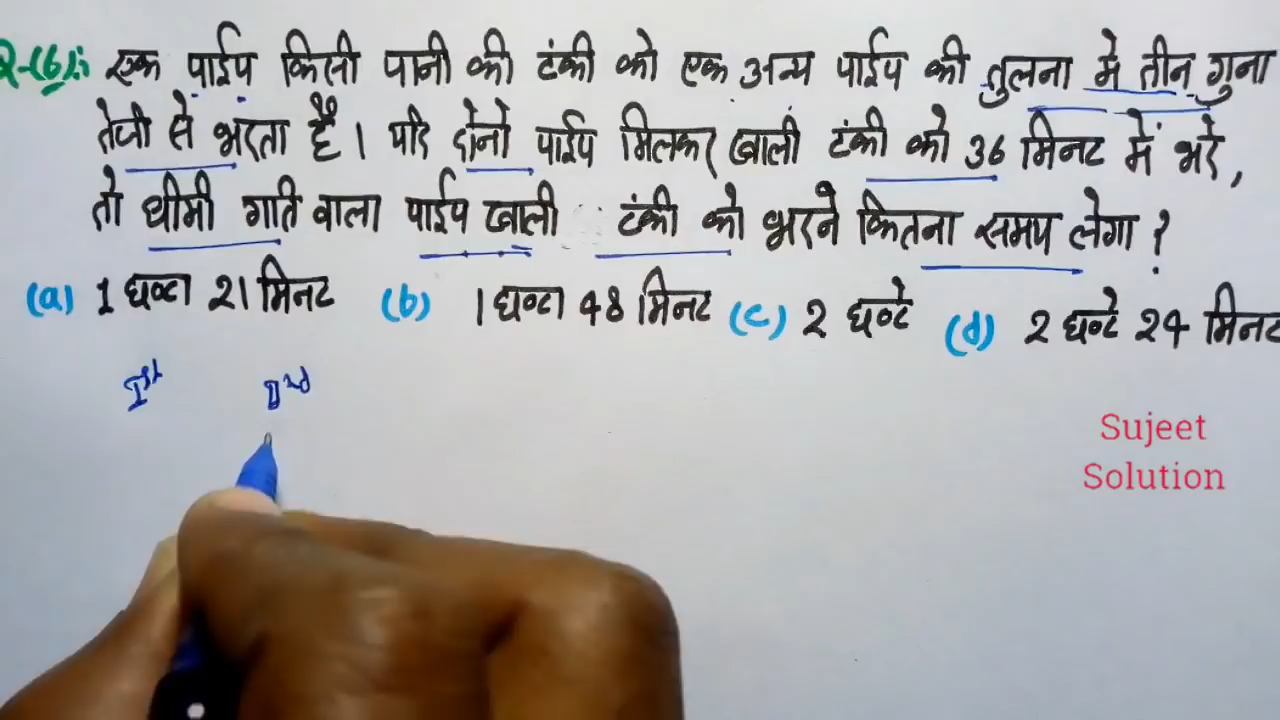 Q-(6):
एक पाईप किसी पानी की टंकी को एक अन्य पाईप की तुलना मे तीन गुना
तेजी से भरता है। यदि दोनो पाईप मिलकर खाली टंकी को 36 मिनट में भरे,
तो धीमी गति वाला पाईप खाली टंकी को भरने कितना समय लेगा ?
(a) 1 घण्टा 21 मिनट (b) 1 घण्टा 48 मिनट (c) 2 घण्टे (d) 2 घण्टे 24 मिनट
Ist IInd
Sujeet
Solution